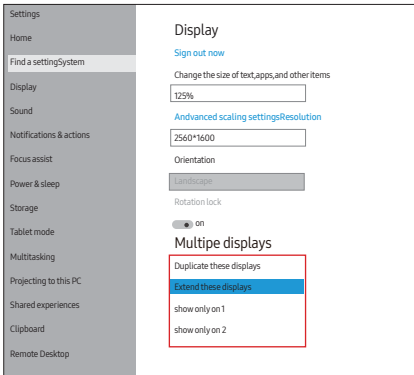 Settings
Home
Find a settingSystem
Display
Sound
Notifications & actions
Focus assist
Power & sleep
Storage
Tablet mode
Multitasking
Projecting to this PC
Shared experiences
Clipboard
Remote Desktop
Display
Sign out now
Change the size of text,apps,and other items
125%
Andvanced scaling settingsResolution
2560*1600
Orientation
Landscape
Rotation lock
on
Multipe displays
Duplicate these displays
Extend these displays
show only on 1
show only on 2